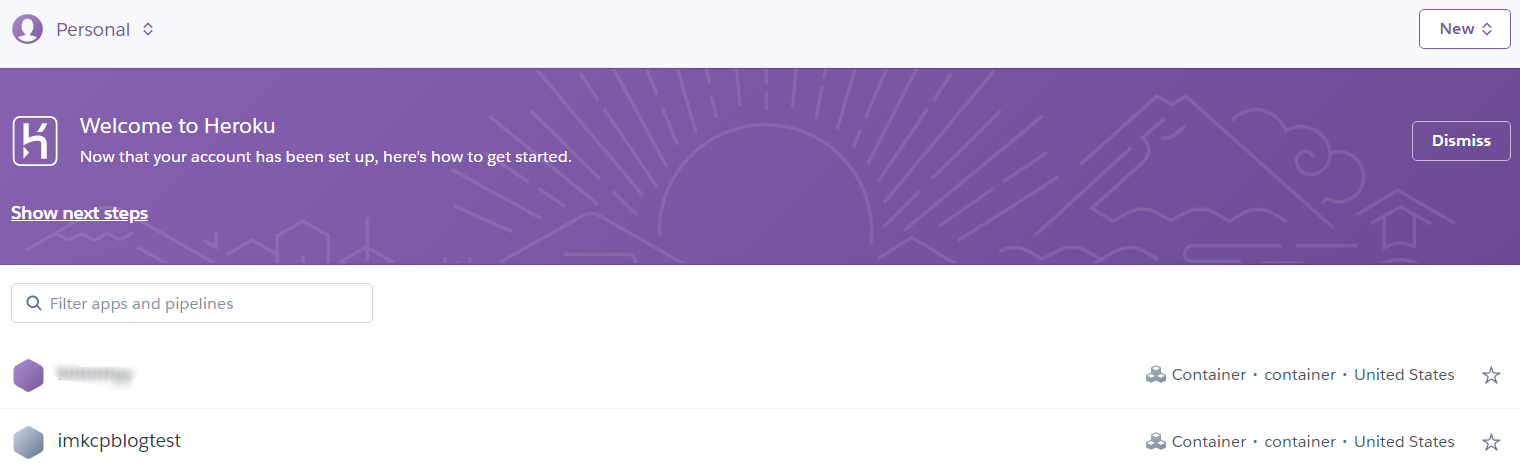 Personal
New
Welcome to Heroku
Now that your account has been set up, here's how to get started.
Dismiss
Show next steps
Filter apps and pipelines
Container • container • United States
imkcpblogtest
Container • container • United States